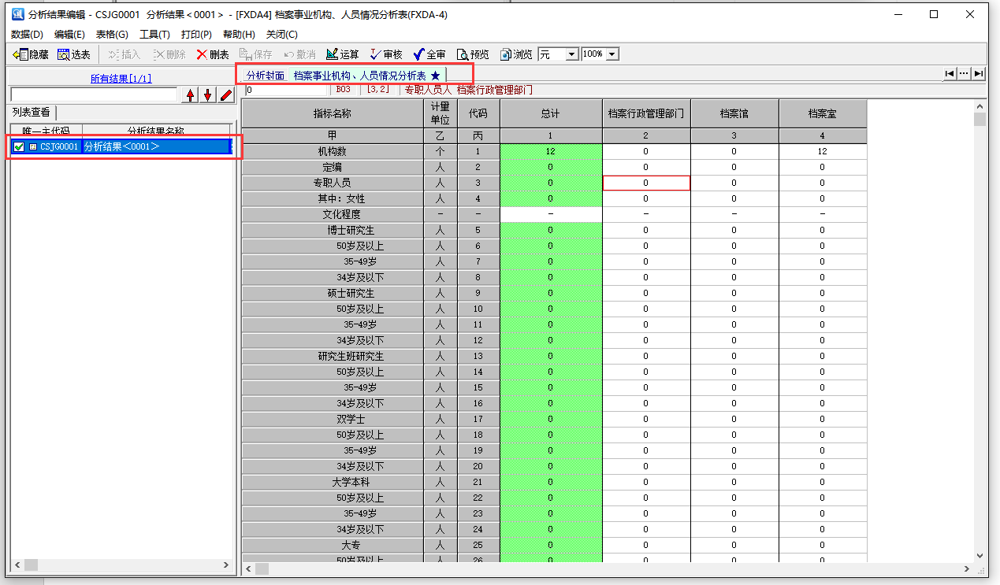 分析结果编辑 - CSJG0001 分析结果＜0001＞ - [FXDA4] 档案事业机构、人员情况分析表(FXDA-4)
数据(D) 编辑(E) 表格(G) 工具(T) 打印(P) 帮助(H) 关闭(C)
隐藏 选表 插入 删除 删表 保存 撤消 运算 审核 全审 预览 浏览 元 100%
所有结果[1/1]
分析封面 档案事业机构、人员情况分析表 ★
0 B03 [3,2] 专职人员人 档案行政管理部门
列表查看
唯一主代码 分析结果名称
CSJG0001 分析结果＜0001＞
指标名称 计量单位 代码 总计 档案行政管理部门 档案馆 档案室
甲 乙 丙 1 2 3 4
机构数 个 1 12 0 0 12
定编 人 2 0 0 0 0
专职人员 人 3 0 0 0 0
其中：女性 人 4 0 0 0 0
文化程度 － － － － － －
博士研究生 人 5 0 0 0 0
50岁及以上 人 6 0 0 0 0
35-49岁 人 7 0 0 0 0
34岁及以下 人 8 0 0 0 0
硕士研究生 人 9 0 0 0 0
50岁及以上 人 10 0 0 0 0
35-49岁 人 11 0 0 0 0
34岁及以下 人 12 0 0 0 0
研究生班研究生 人 13 0 0 0 0
50岁及以上 人 14 0 0 0 0
35-49岁 人 15 0 0 0 0
34岁及以下 人 16 0 0 0 0
双学士 人 17 0 0 0 0
50岁及以上 人 18 0 0 0 0
35-49岁 人 19 0 0 0 0
34岁及以下 人 20 0 0 0 0
大学本科 人 21 0 0 0 0
50岁及以上 人 22 0 0 0 0
35-49岁 人 23 0 0 0 0
34岁及以下 人 24 0 0 0 0
大专 人 25 0 0 0 0
50岁及以上 人 26 0 0 0 0